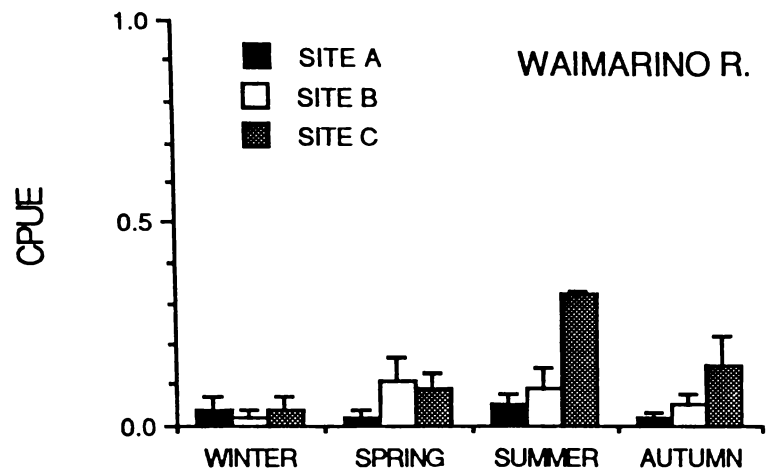 1.0
SITE A
SITE B
SITE C
WAIMARINO R.
CPUE
0.5
0.0
WINTER SPRING SUMMER AUTUMN